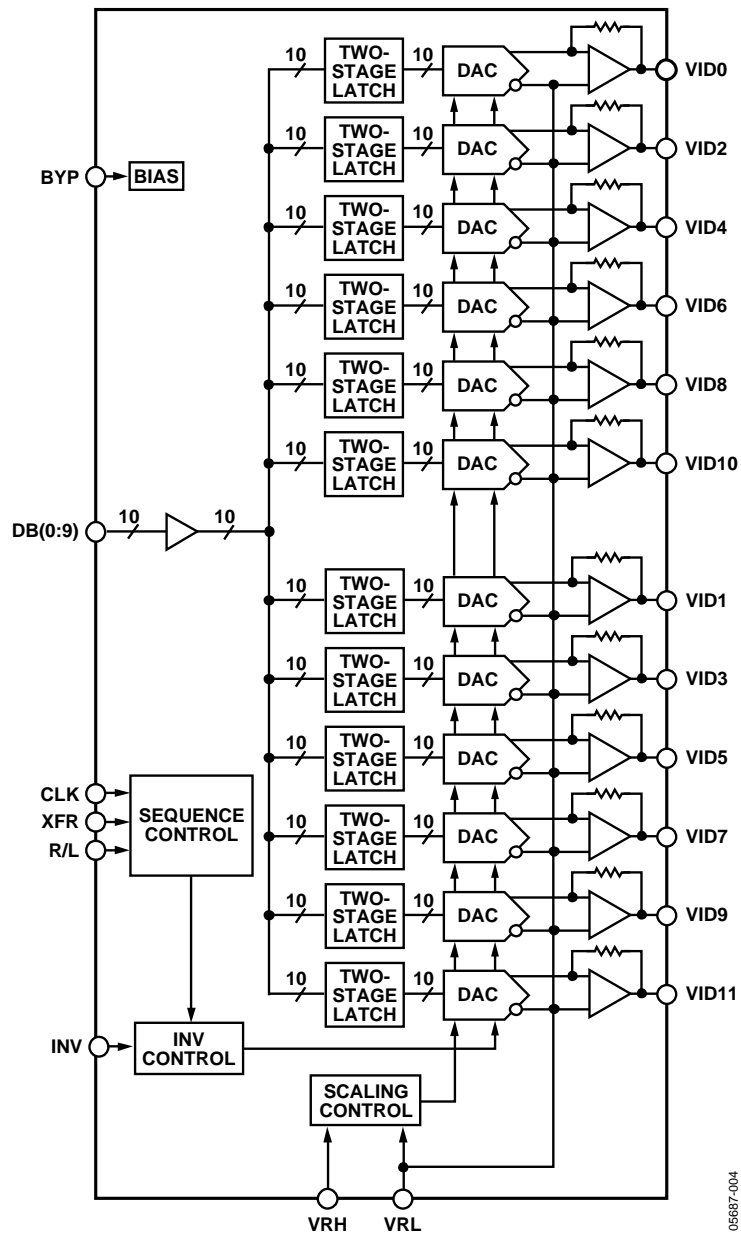 10 TWO-STAGE LATCH 10 DAC VID0
10 TWO-STAGE LATCH 10 DAC VID2
BYP BIAS
10 TWO-STAGE LATCH 10 DAC VID4
10 TWO-STAGE LATCH 10 DAC VID6
10 TWO-STAGE LATCH 10 DAC VID8
10 TWO-STAGE LATCH 10 DAC VID10
DB(0:9) 10 10
10 TWO-STAGE LATCH 10 DAC VID1
10 TWO-STAGE LATCH 10 DAC VID3
10 TWO-STAGE LATCH 10 DAC VID5
CLK
XFR
R/L
SEQUENCE
CONTROL
10 TWO-STAGE LATCH 10 DAC VID7
10 TWO-STAGE LATCH 10 DAC VID9
10 TWO-STAGE LATCH 10 DAC VID11
INV
INV
CONTROL
SCALING
CONTROL
VRH VRL
05687-004